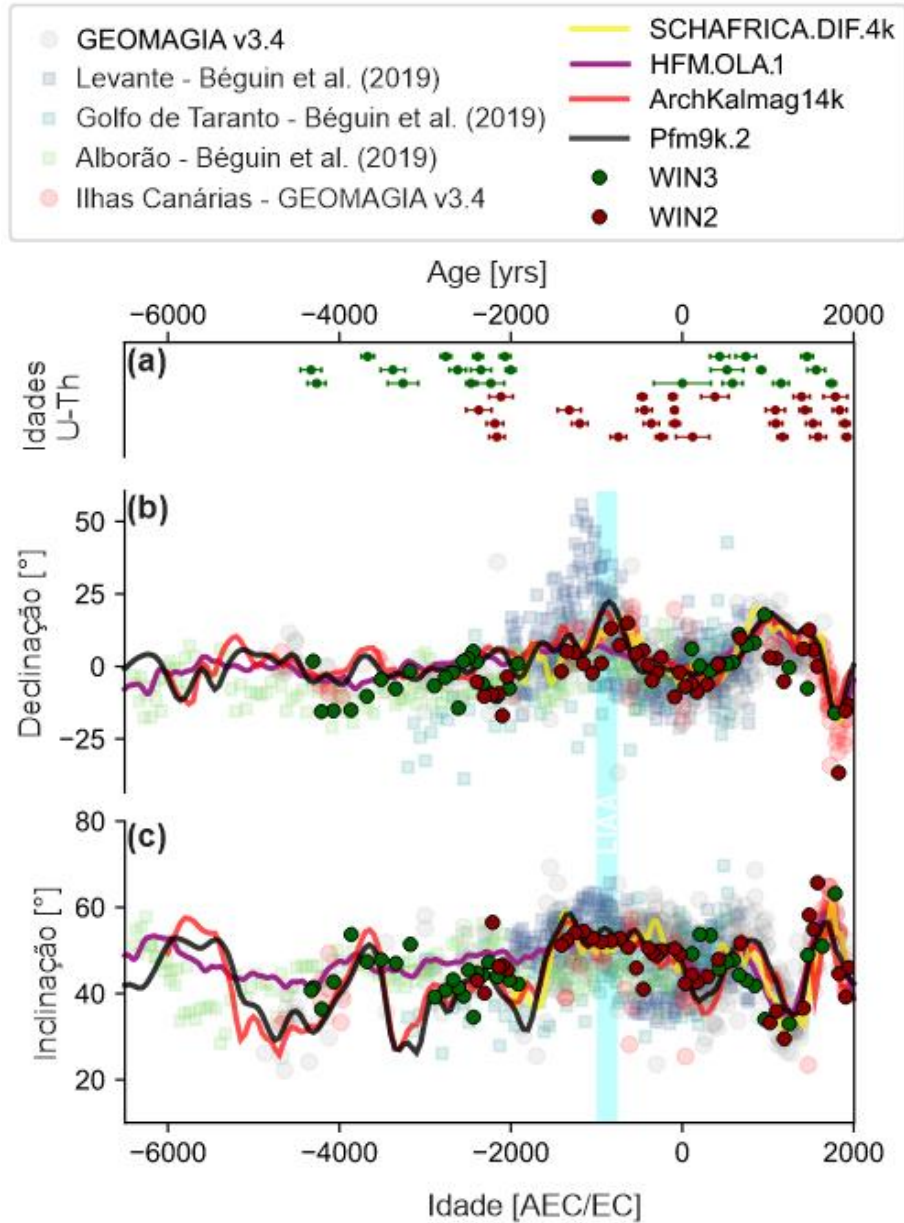 GEOMAGIA v3.4
Levante - Béguin et al. (2019)
Golfo de Taranto - Béguin et al. (2019)
Alborão - Béguin et al. (2019)
Ilhas Canárias - GEOMAGIA v3.4
SCHAFRICA.DIF.4k
HFM.OLA.1
ArchKalmag14k
Pfm9k.2
WIN3
WIN2
Age [yrs]
−6000 −4000 −2000 0 2000
(a)
Idades
U-Th
(b)
50
25
0
−25
Declinação [°]
LIAA
(c)
80
60
40
20
Inclinação [°]
−6000 −4000 −2000 0 2000
Idade [AEC/EC]